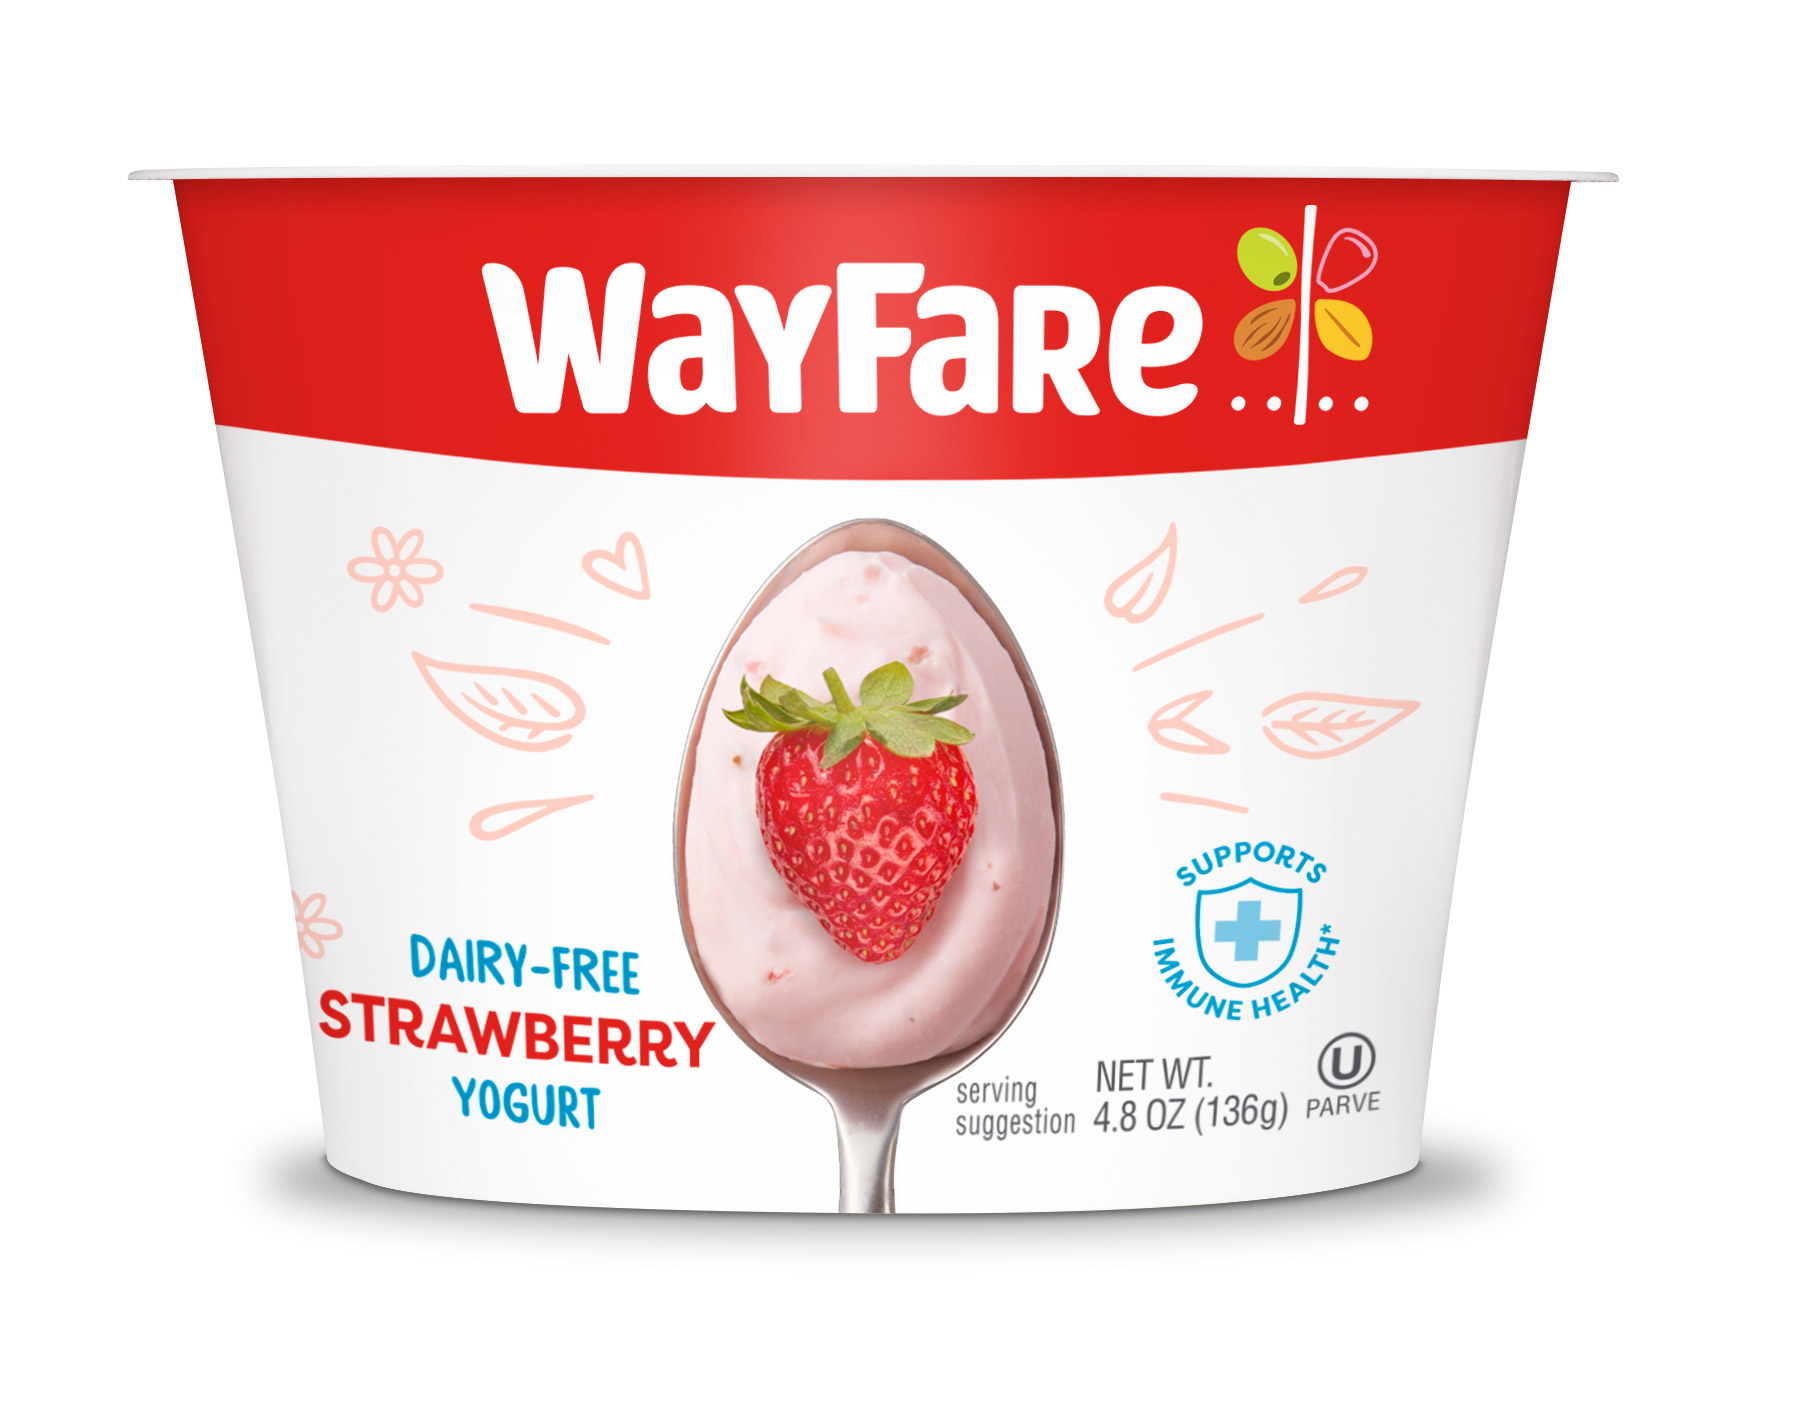 WayFare
DAIRY-FREE
STRAWBERRY
YOGURT
SUPPORTS
IMMUNE HEALTH*
serving
suggestion
NET WT.
4.8 OZ (136g)
U
PARVE